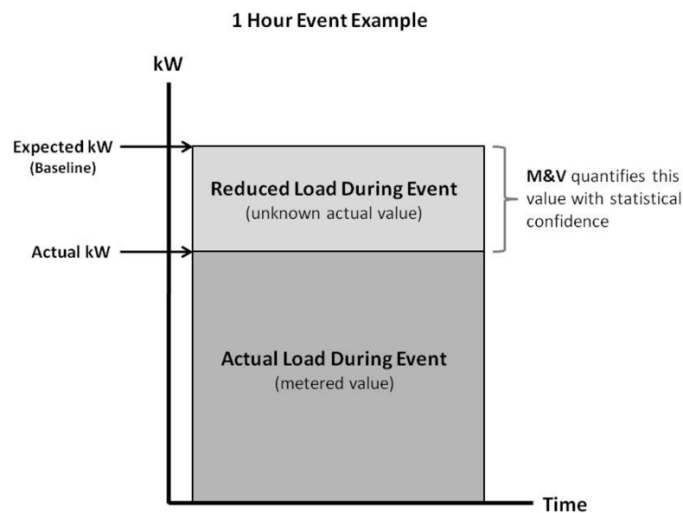 1 Hour Event Example
kW
Expected kW
(Baseline)
Reduced Load During Event
(unknown actual value)
M&V quantifies this
value with statistical
confidence
Actual kW
Actual Load During Event
(metered value)
Time